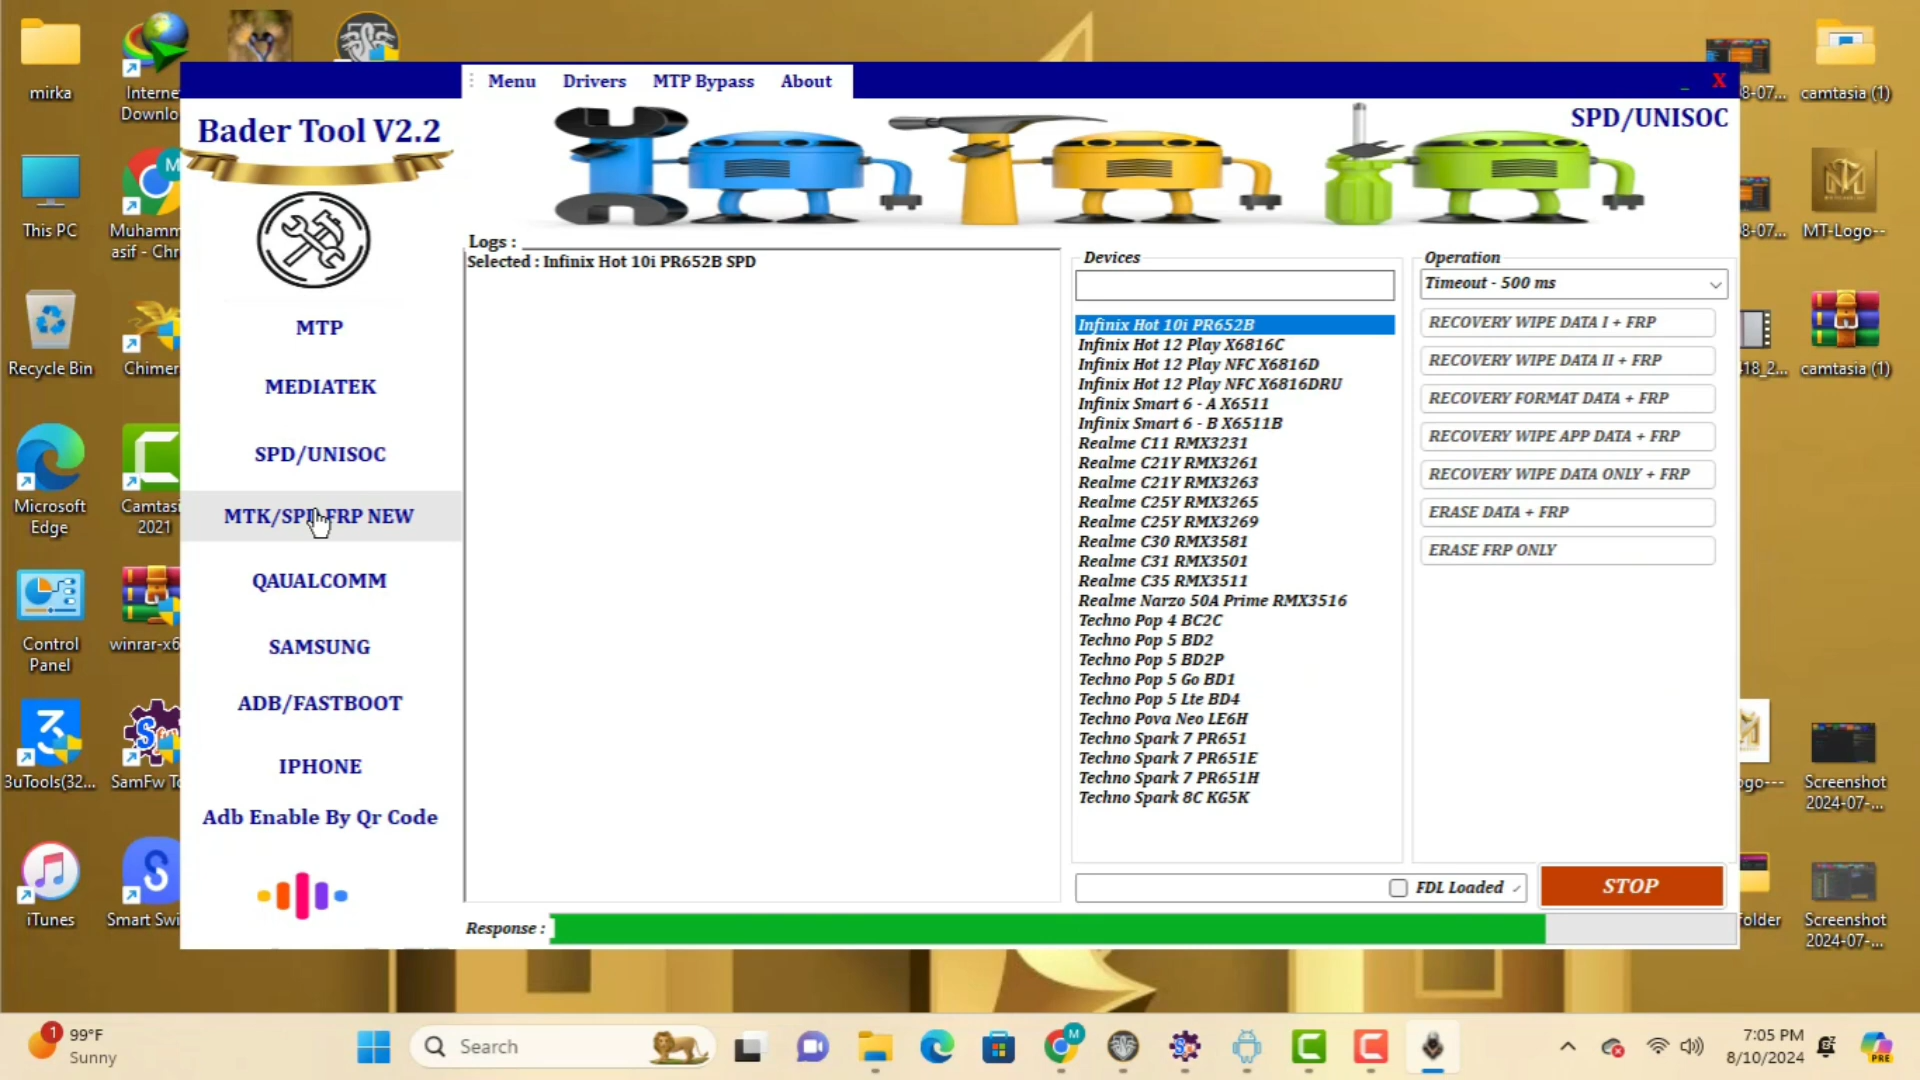 mirka
Interne
Downlo
This PC
Muhamm
asif - Chr
Recycle Bin
Chimer
Microsoft
Edge
Camtasi
2021
Control
Panel
winrar-x6
3uTools(32...
SamFw To
iTunes
Smart Swi
Menu
Drivers
MTP Bypass
About
X
Bader Tool V2.2
SPD/UNISOC
MTP
MEDIATEK
SPD/UNISOC
MTK/SPD FRP NEW
QAUALCOMM
SAMSUNG
ADB/FASTBOOT
IPHONE
Adb Enable By Qr Code
Logs :
Selected : Infinix Hot 10i PR652B SPD
Devices
Infinix Hot 10i PR652B
Infinix Hot 12 Play X6816C
Infinix Hot 12 Play NFC X6816D
Infinix Hot 12 Play NFC X6816DRU
Infinix Smart 6 - A X6511
Infinix Smart 6 - B X6511B
Realme C11 RMX3231
Realme C21Y RMX3261
Realme C21Y RMX3263
Realme C25Y RMX3265
Realme C25Y RMX3269
Realme C30 RMX3581
Realme C31 RMX3501
Realme C35 RMX3511
Realme Narzo 50A Prime RMX3516
Techno Pop 4 BC2C
Techno Pop 5 BD2
Techno Pop 5 BD2P
Techno Pop 5 Go BD1
Techno Pop 5 Lte BD4
Techno Pova Neo LE6H
Techno Spark 7 PR651
Techno Spark 7 PR651E
Techno Spark 7 PR651H
Techno Spark 8C KG5K
FDL Loaded
Operation
Timeout - 500 ms
RECOVERY WIPE DATA I + FRP
RECOVERY WIPE DATA II + FRP
RECOVERY FORMAT DATA + FRP
RECOVERY WIPE APP DATA + FRP
RECOVERY WIPE DATA ONLY + FRP
ERASE DATA + FRP
ERASE FRP ONLY
STOP
Response :
8-07...
camtasia (1)
8-07...
MT-Logo--
418_2...
camtasia (1)
ogo---
Screenshot
2024-07-...
folder
Screenshot
2024-07-...
1
99°F
Sunny
Search
M
7:05 PM
8/10/2024
PRE